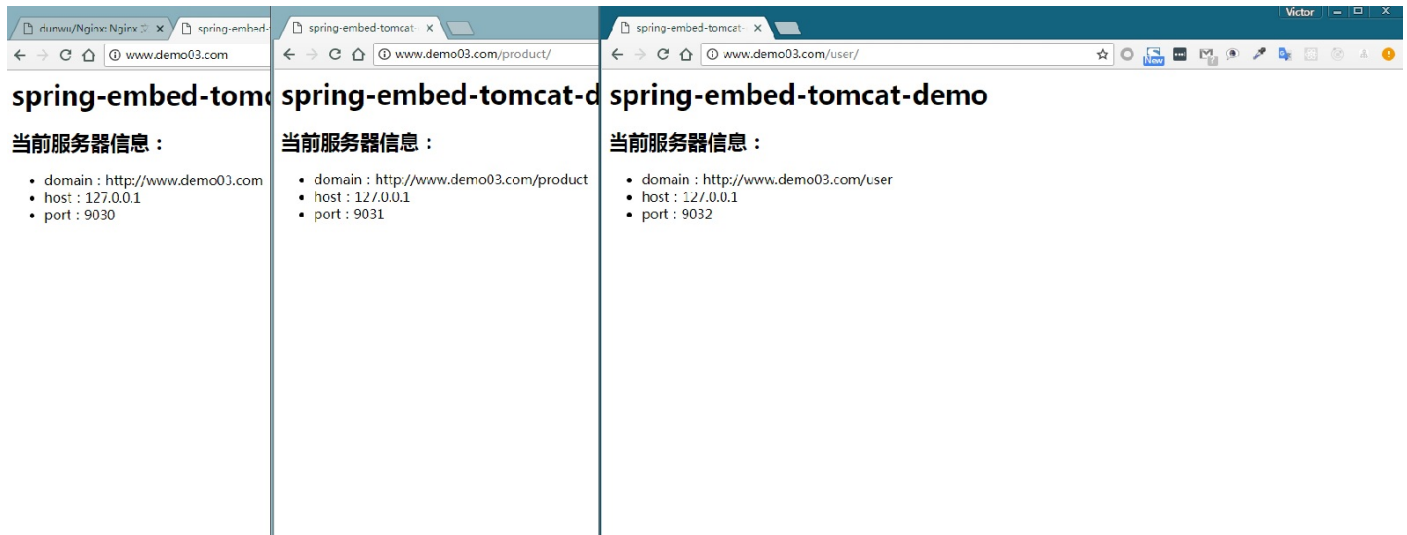 Victor
dunwu/Nginx: Nginx
spring-embed-
www.demo03.com
spring-embed-tomc
当前服务器信息：
domain : http://www.demo03.com
host : 127.0.0.1
port : 9030
spring-embed-tomcat-
www.demo03.com/product/
spring-embed-tomcat-d
当前服务器信息：
domain : http://www.demo03.com/product
host : 127.0.0.1
port : 9031
spring-embed-tomcat-
www.demo03.com/user/
New
7
spring-embed-tomcat-demo
当前服务器信息：
domain : http://www.demo03.com/user
host : 127.0.0.1
port : 9032